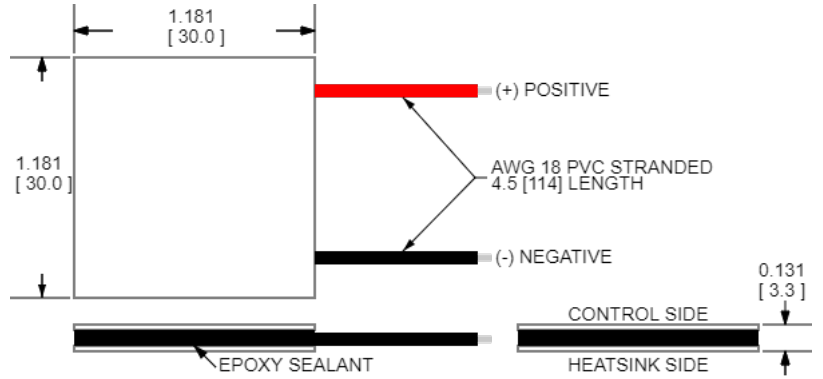 1.181
[ 30.0 ]
(+) POSITIVE
1.181
[ 30.0 ]
AWG 18 PVC STRANDED
4.5 [114] LENGTH
(-) NEGATIVE
0.131
[ 3.3 ]
CONTROL SIDE
EPOXY SEALANT
HEATSINK SIDE